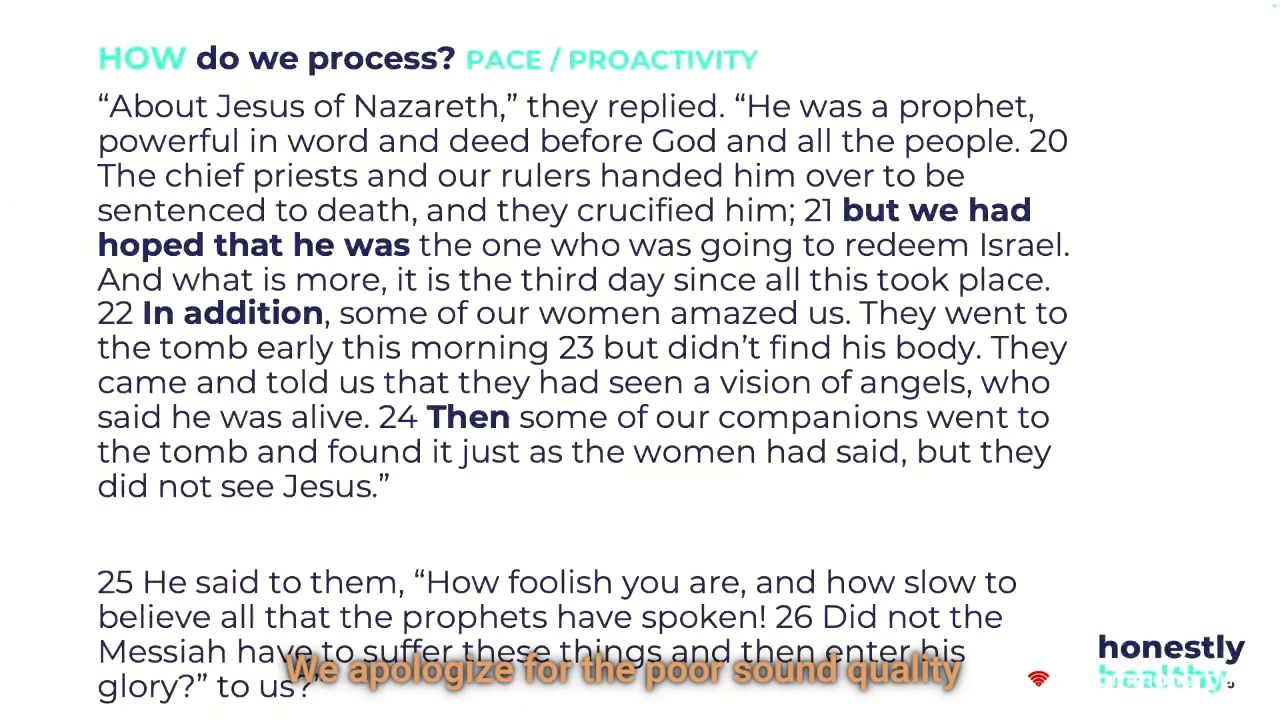 HOW do we process? PACE / PROACTIVITY
“About Jesus of Nazareth,” they replied. “He was a prophet,
powerful in word and deed before God and all the people. 20
The chief priests and our rulers handed him over to be
sentenced to death, and they crucified him; 21 but we had
hoped that he was the one who was going to redeem Israel.
And what is more, it is the third day since all this took place.
22 In addition, some of our women amazed us. They went to
the tomb early this morning 23 but didn’t find his body. They
came and told us that they had seen a vision of angels, who
said he was alive. 24 Then some of our companions went to
the tomb and found it just as the women had said, but they
did not see Jesus.”
25 He said to them, “How foolish you are, and how slow to
believe all that the prophets have spoken! 26 Did not the
Messiah have to suffer these things and then enter his
glory?” to us?”
We apologize for the poor sound quality
honestly
healthy.